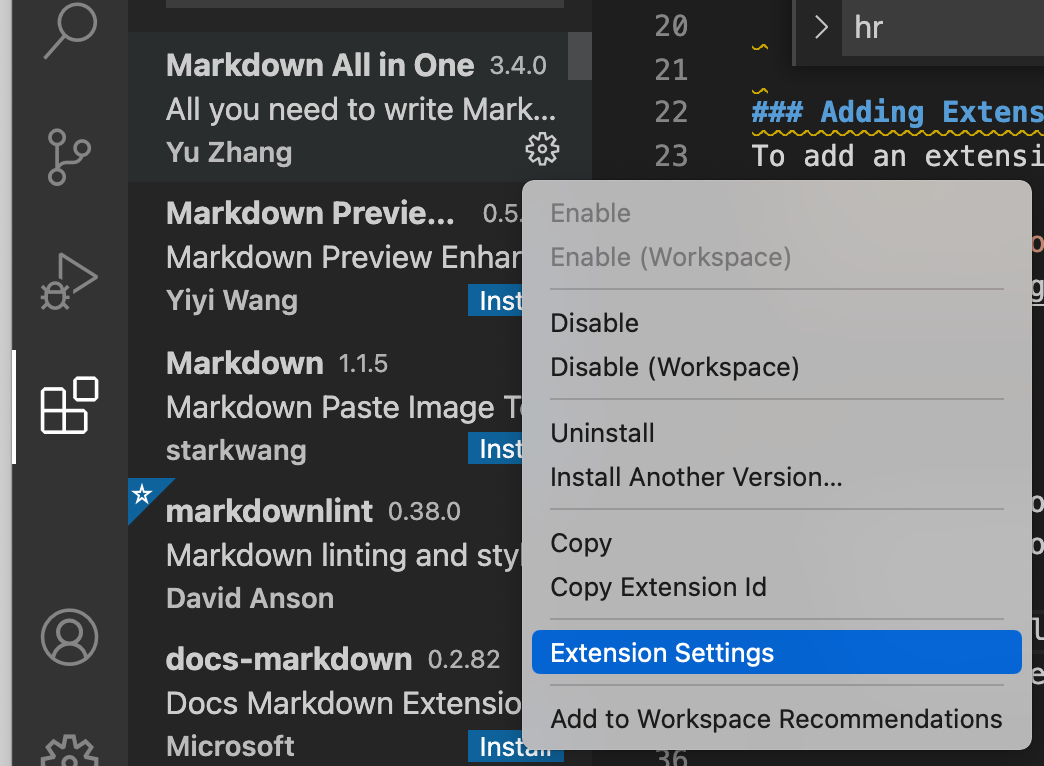 Markdown All in One 3.4.0
All you need to write Mark...
Yu Zhang
Markdown Previe... 0.5.
Markdown Preview Enhan
Yiyi Wang
Inst
Markdown 1.1.5
Markdown Paste Image To
starkwang
Inst
markdownlint 0.38.0
Markdown linting and styl
David Anson
docs-markdown 0.2.82
Docs Markdown Extensio
Microsoft
Install
Enable
Enable (Workspace)
Disable
Disable (Workspace)
Uninstall
Install Another Version...
Copy
Copy Extension Id
Extension Settings
Add to Workspace Recommendations
hr
20
21
22 ### Adding Extens
23 To add an extensi
36